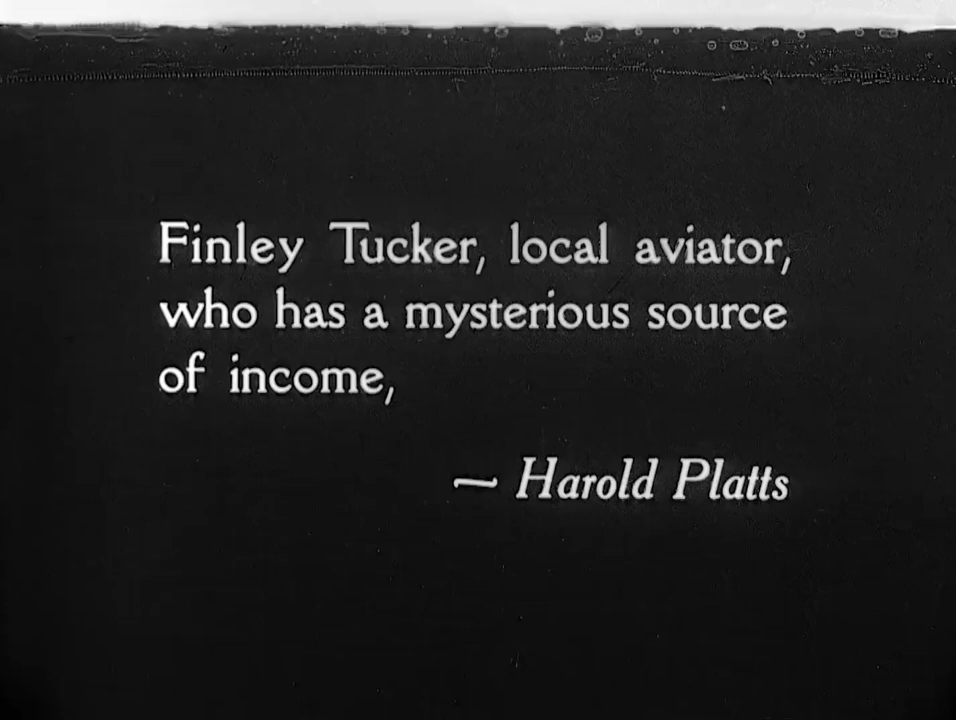 Finley Tucker, local aviator,
who has a mysterious source
of income,
— Harold Platts